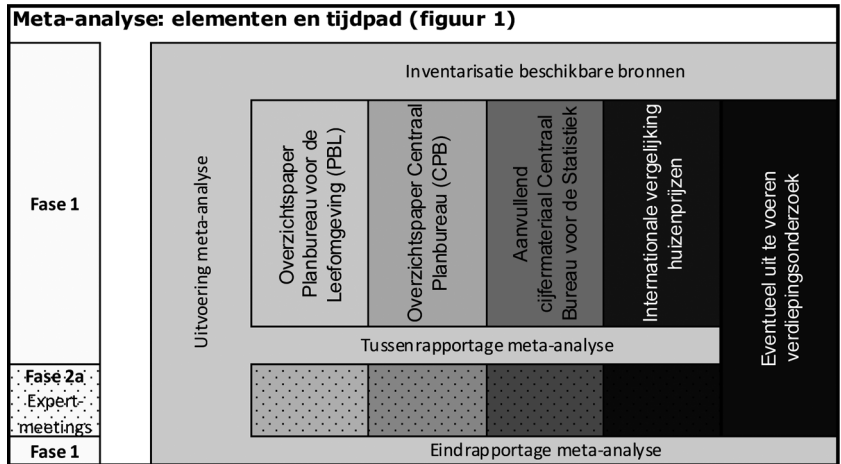 Meta-analyse: elementen en tijdpad (figuur 1)
Inventarisatie beschikbare bronnen
Fase 1
Uitvoering meta-analyse
Overzichtspaper
Planbureau voor de
Leefomgeving (PBL)
Overzichtspaper Centraal
Planbureau (CPB)
Aanvullend
cijfermateriaal Centraal
Bureau voor de Statistiek
Internationale vergelijking
huizenprijzen
Eventueel uit te voeren
verdiepingsonderzoek
Tussenrapportage meta-analyse
Fase 2a
Expert-
meetings
Fase 1
Eindrapportage meta-analyse